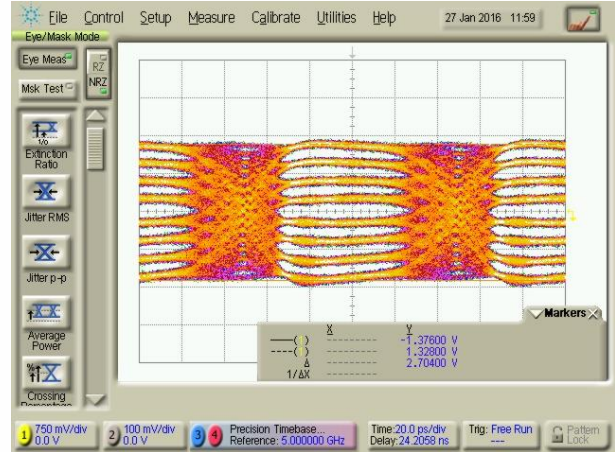 File Control Setup Measure Calibrate Utilities Help 27 Jan 2016 11:59
Eye/Mask Mode
Eye Meas
RZ
NRZ
Msk Test
1/0
Extinction
Ratio
Jitter RMS
Jitter p-p
Average
Power
%
Crossing
Markers X
X Y
----( ) --------- -1.37600 V
----( ) --------- 1.32800 V
Δ --------- 2.70400 V
1/ΔX ---------
1 750 mV/div
0.0 V
2 100 mV/div
0.0 V
3 4 Precision Timebase...
Reference: 5.000000 GHz
Time:20.0 ps/div
Delay:24.2058 ns
Trig: Free Run
---
Pattern
Lock